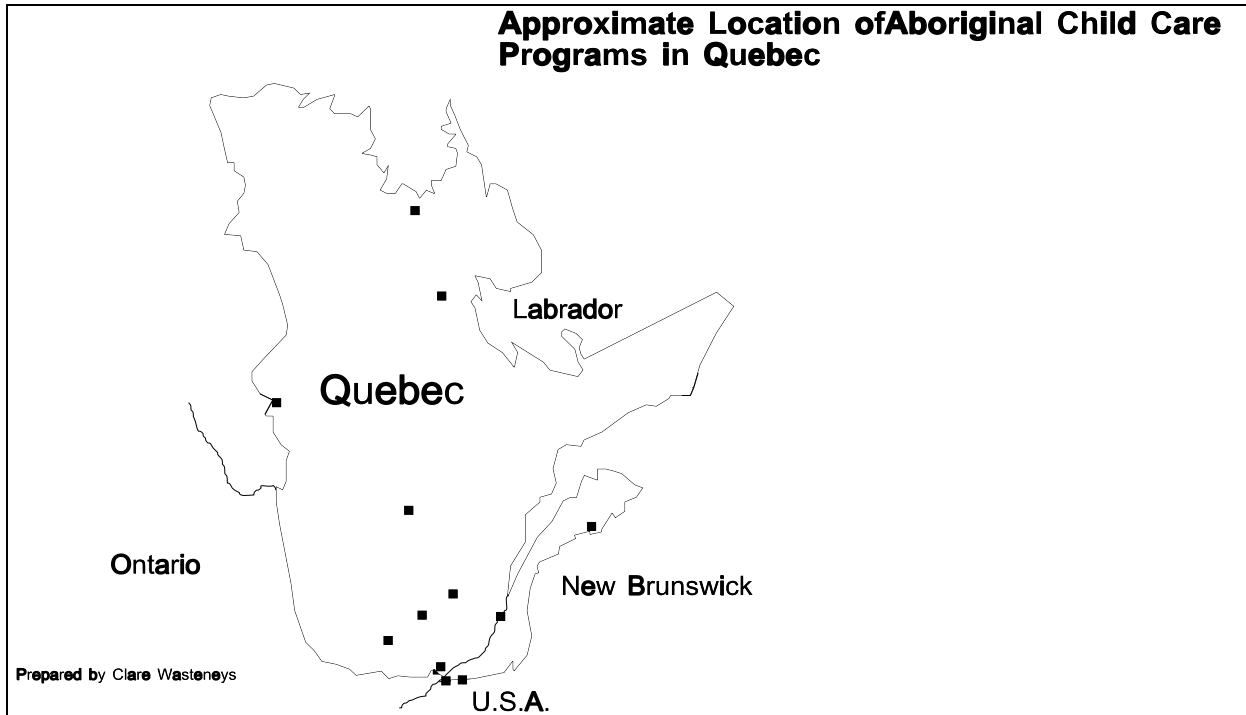 Approximate Location ofAboriginal Child Care
Programs in Quebec
Labrador
Quebec
Ontario
New Brunswick
Prepared by Clare Wasteneys
U.S.A.